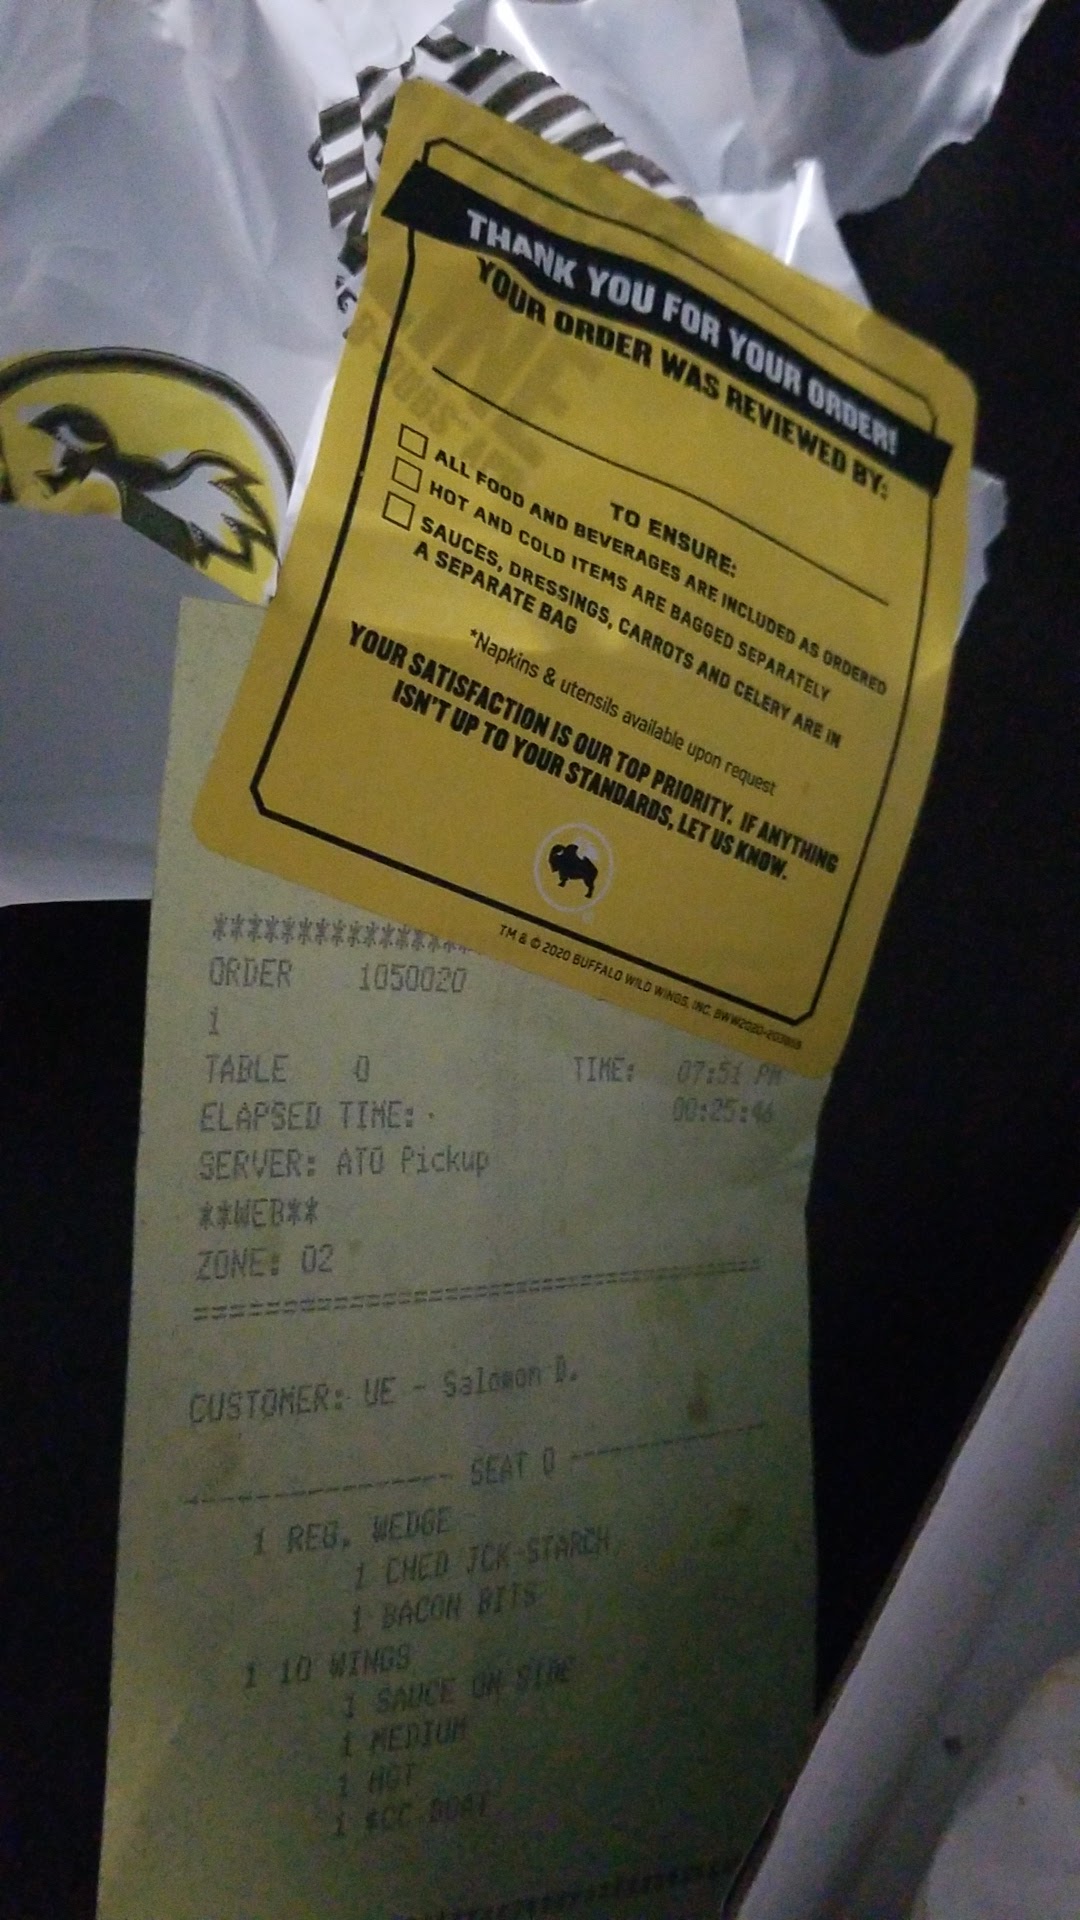 THANK YOU FOR YOUR ORDER!
YOUR ORDER WAS REVIEWED BY:
TO ENSURE:
ALL FOOD AND BEVERAGES ARE INCLUDED AS ORDERED
HOT AND COLD ITEMS ARE BAGGED SEPARATELY
SAUCES, DRESSINGS, CARROTS AND CELERY ARE IN
A SEPARATE BAG
*Napkins & utensils available upon request
YOUR SATISFACTION IS OUR TOP PRIORITY. IF ANYTHING
ISN'T UP TO YOUR STANDARDS, LET US KNOW.
TM & © 2020 BUFFALO WILD WINGS, INC.
******************
ORDER 1050020
1
TABLE 0 TIME: 07:51 PM
ELAPSED TIME: 00:25:46
SERVER: ATO Pickup
**WEB**
ZONE: 02
CUSTOMER: UE - Salomon D.
SEAT 0
1 REG. WEDGE
1 CHED JCK-STARCH
1 BACON BITS
1 10 WINGS
1 SAUCE ON SIDE
1 MEDIUM
1 HOT
1 #CC BOAT